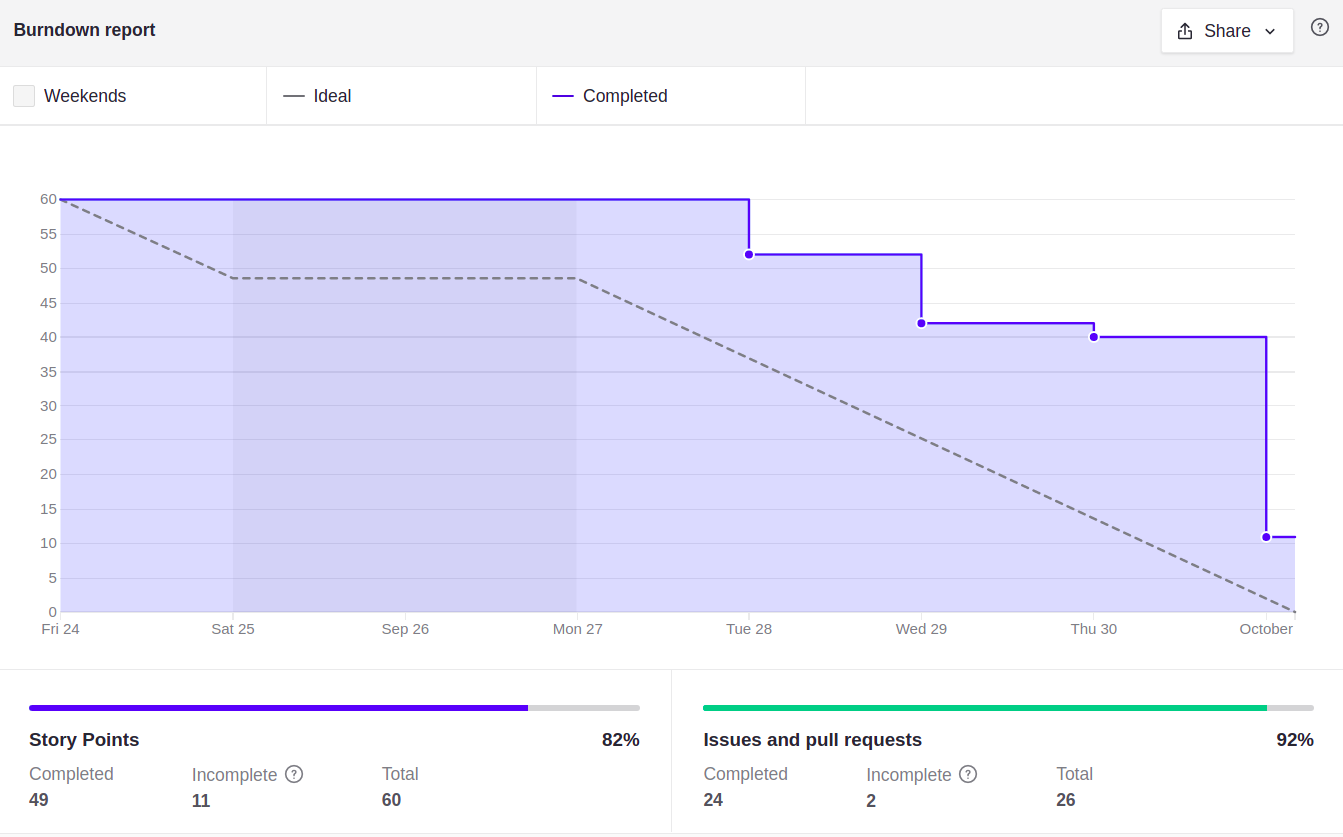 Burndown report
Share
?
Weekends
Ideal
Completed
60
55
50
45
40
35
30
25
20
15
10
5
0
Fri 24 Sat 25 Sep 26 Mon 27 Tue 28 Wed 29 Thu 30 October
Story Points 82%
Completed Incomplete ? Total
49 11 60
Issues and pull requests 92%
Completed Incomplete ? Total
24 2 26